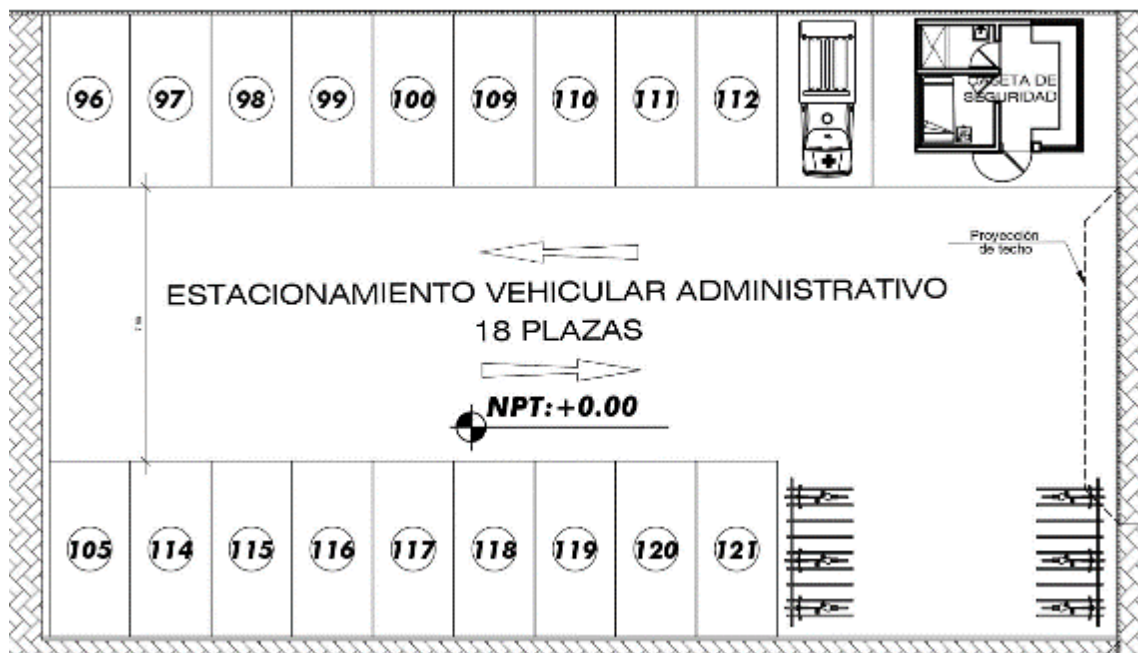 96 97 98 99 100 109 110 111 112
CASETA DE
SEGURIDAD
Proyección
de techo
ESTACIONAMIENTO VEHICULAR ADMINISTRATIVO
18 PLAZAS
NPT:+0.00
105 114 115 116 117 118 119 120 121